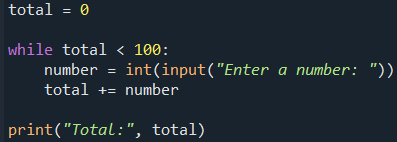 total = 0
while total < 100:
    number = int(input("Enter a number: "))
    total += number
print("Total:", total)